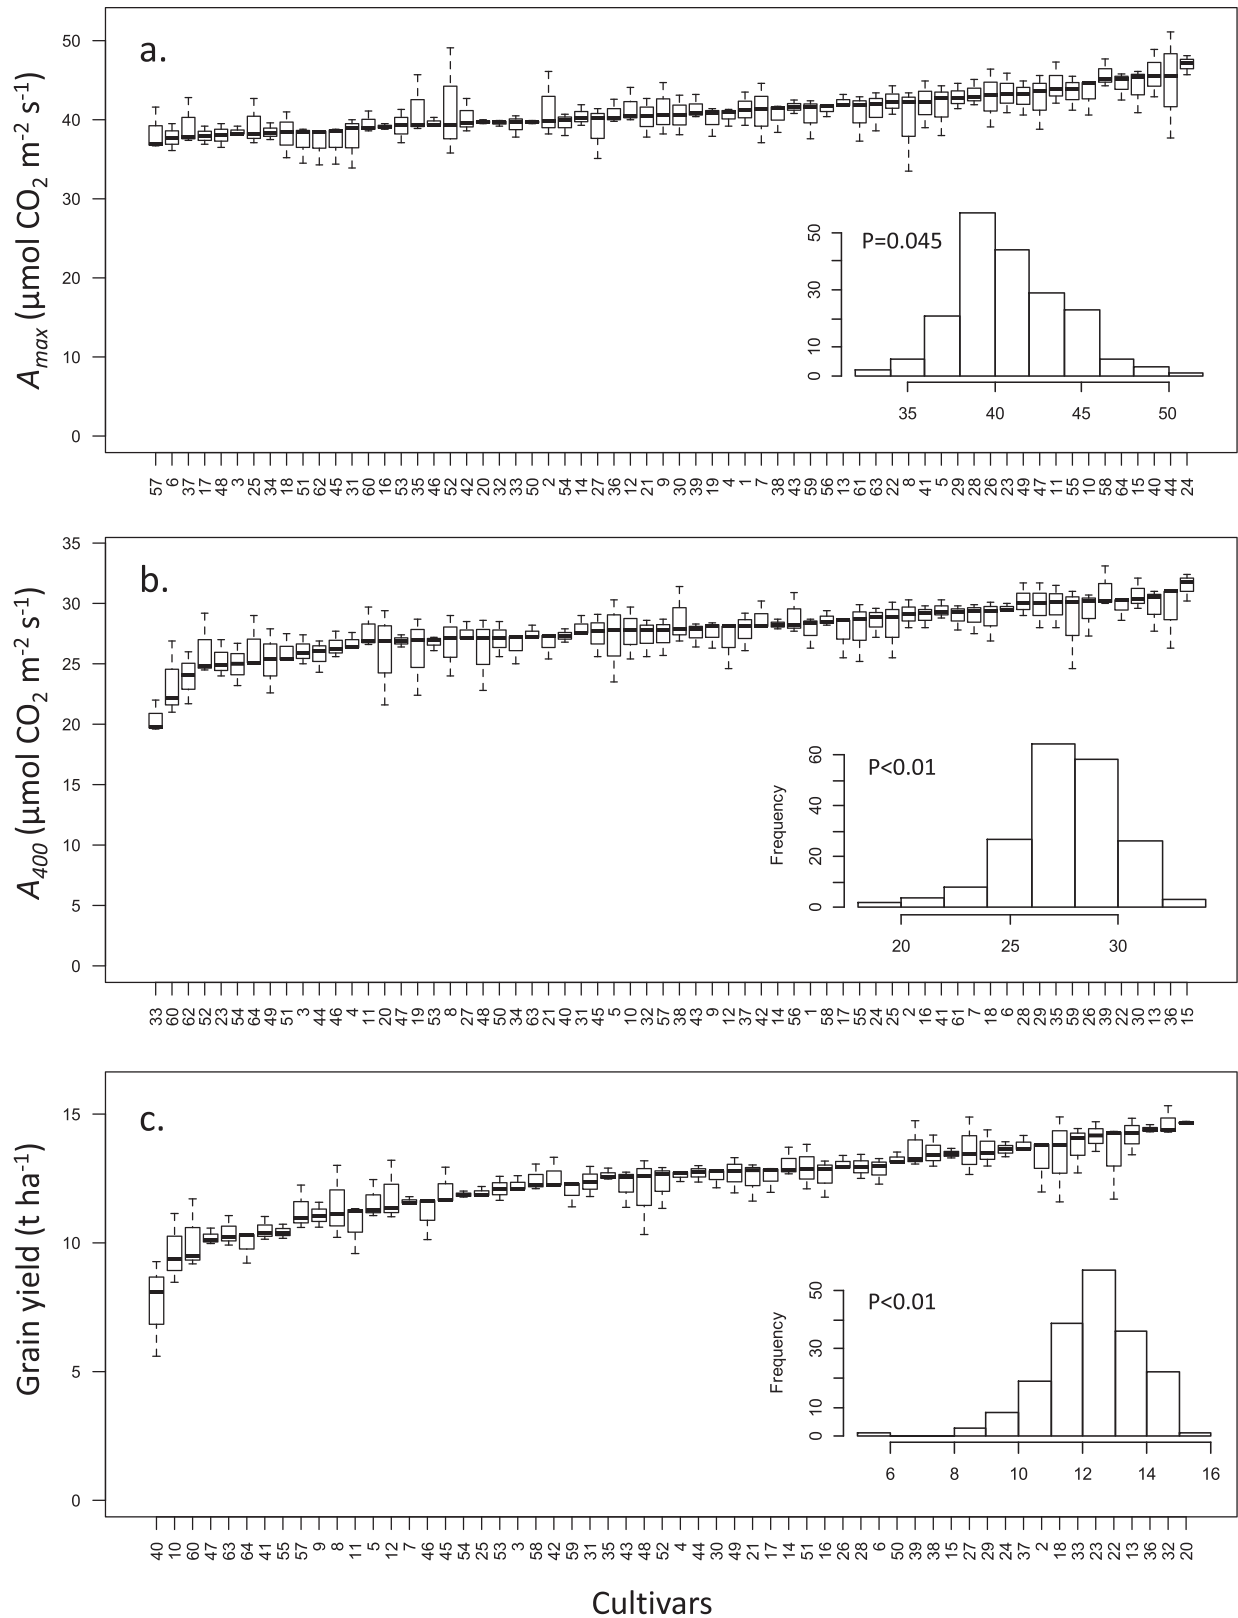 a.
A_max (µmol CO2 m-2 s-1)
50
40
30
20
10
0
P=0.045
50
30
10
0
35 40 45 50
57 6 37 17 48 3 25 34 18 51 62 45 31 60 16 53 35 46 52 42 20 32 33 50 2 54 14 27 36 12 21 9 30 39 19 4 1 7 38 43 59 56 13 61 63 22 8 41 5 29 28 26 23 49 47 11 55 10 58 64 15 40 44 24
b.
A_400 (µmol CO2 m-2 s-1)
35
30
25
20
15
10
5
0
P<0.01
Frequency
60
40
20
0
20 25 30
33 60 62 52 23 54 64 49 51 3 44 46 4 11 20 47 19 53 8 27 48 50 34 63 21 40 31 45 5 10 32 57 38 43 9 12 37 42 14 56 1 58 17 55 24 25 2 16 41 61 7 18 6 28 29 35 59 26 39 22 30 13 36 15
c.
Grain yield (t ha-1)
15
10
5
0
P<0.01
Frequency
50
30
10
0
6 8 10 12 14 16
40 10 60 47 63 64 41 55 57 9 8 11 5 12 7 46 45 54 25 53 3 58 42 59 31 35 43 48 52 4 44 30 49 21 17 14 51 16 26 28 6 50 39 38 15 27 29 24 37 2 18 33 23 22 13 36 32 20
Cultivars